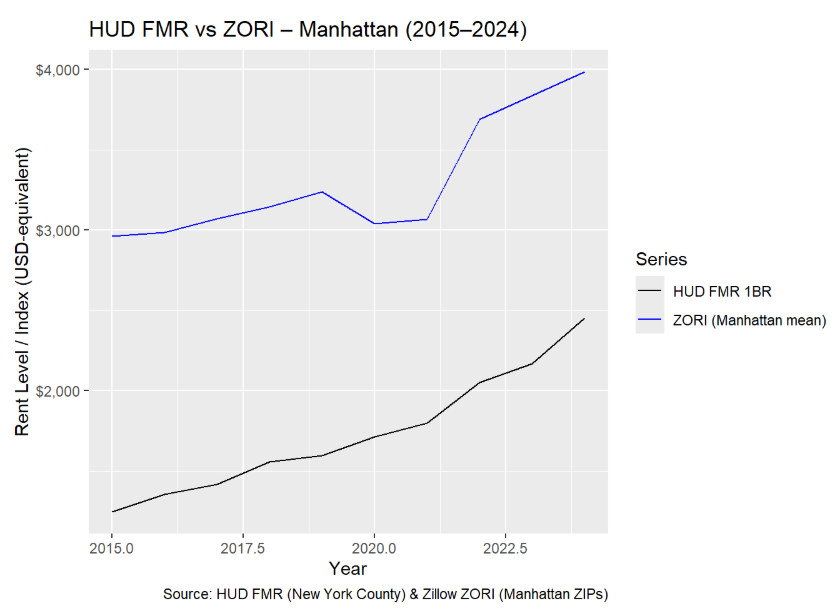 HUD FMR vs ZORI – Manhattan (2015–2024)
Rent Level / Index (USD-equivalent)
$4,000
$3,000
$2,000
2015.0 2017.5 2020.0 2022.5
Year
Series
HUD FMR 1BR
ZORI (Manhattan mean)
Source: HUD FMR (New York County) & Zillow ZORI (Manhattan ZIPs)